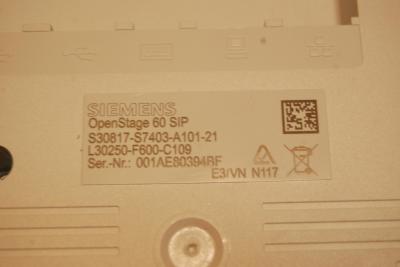 SIEMENS
OpenStage 60 SIP
S30817-S7403-A101-21
L30250-F600-C109
Ser.-Nr.: 001AE80394BF
E3/VN N117